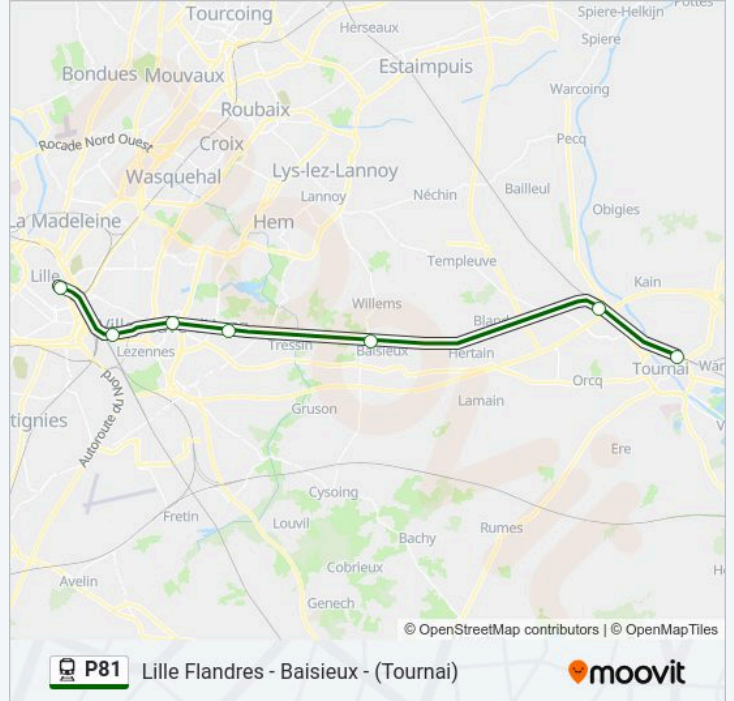 Pottes
Tourcoing
Spiere-Helkijn
Herseaux
Spiere
Estaimpuis
Bondues Mouvaux
Warcoing
Roubaix
Rocade Nord Ouest
Croix
Pecq
Wasquehal
Lys-lez-Lannoy
Lannoy
Néchin
Bailleul
La Madeleine
Hem
Obigies
Templeuve
Lille
Kain
Willems
Lezennes
Tressin
Baisieux
Hertain
Tournai
Orcq
Autoroute du Nord
tignies
Gruson
Lamain
Ere
Cysoing
Fretin
Louvil
Bachy
Rumes
Avelin
Cobrieux
Genech
© OpenStreetMap contributors | © OpenMapTiles
P81 Lille Flandres - Baisieux - (Tournai)
moovit